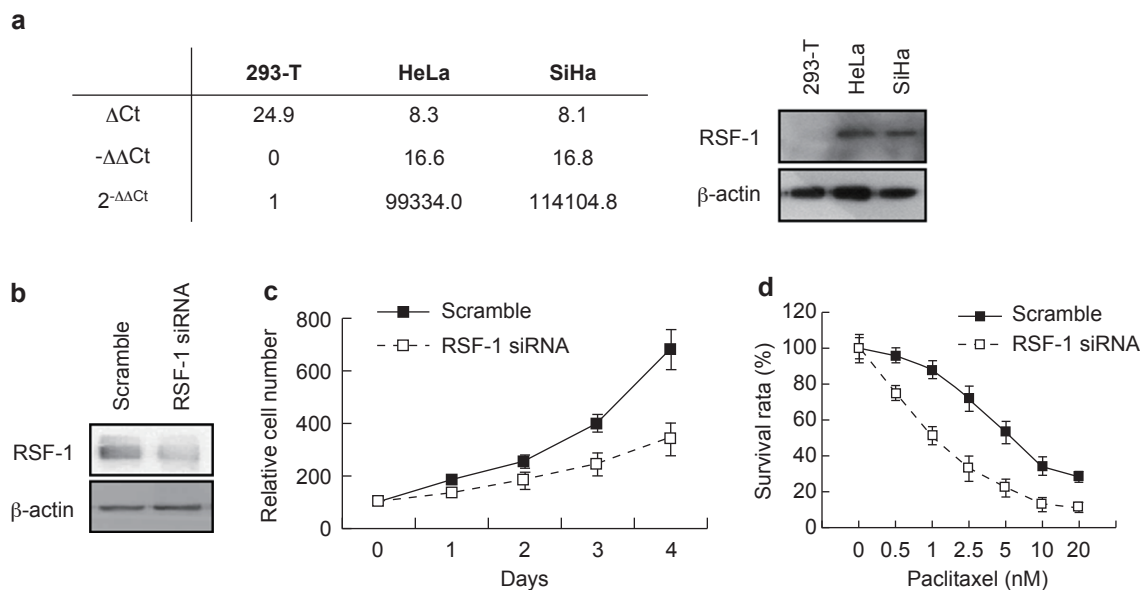 a
293-T HeLa SiHa
ΔCt 24.9 8.3 8.1
-ΔΔCt 0 16.6 16.8
2-ΔΔCt 1 99334.0 114104.8
293-T
HeLa
SiHa
RSF-1
β-actin
b
Scramble
RSF-1 siRNA
RSF-1
β-actin
c
Scramble
RSF-1 siRNA
Relative cell number
800
600
400
200
0
0 1 2 3 4
Days
d
Scramble
RSF-1 siRNA
Survival rata (%)
120
100
80
60
40
20
0
0 0.5 1 2.5 5 10 20
Paclitaxel (nM)